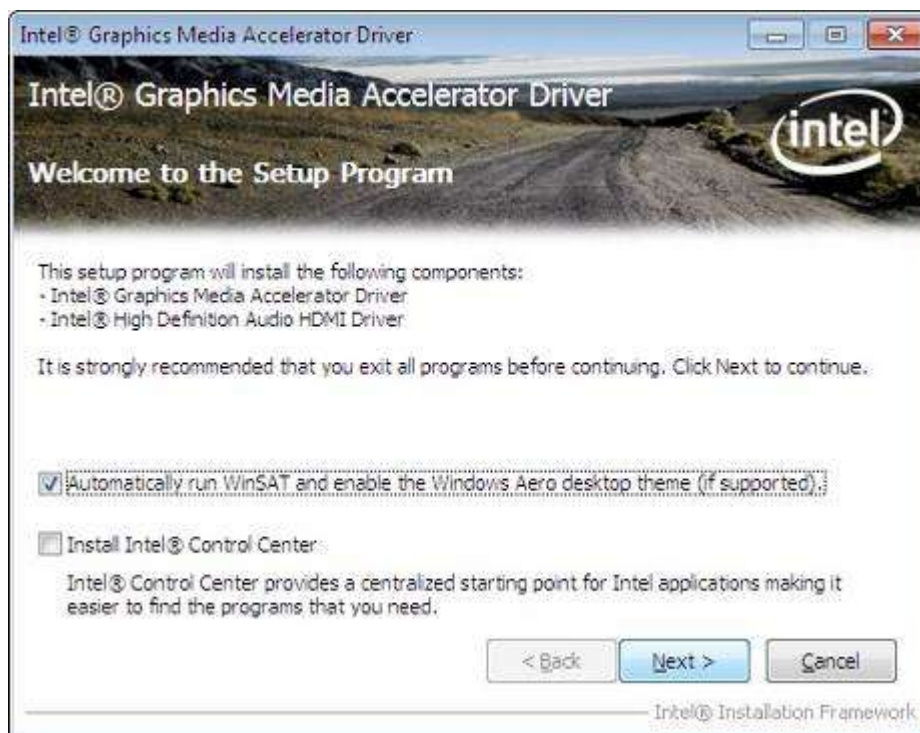 Intel® Graphics Media Accelerator Driver
Intel® Graphics Media Accelerator Driver
intel
Welcome to the Setup Program
This setup program will install the following components:
- Intel® Graphics Media Accelerator Driver
- Intel® High Definition Audio HDMI Driver
It is strongly recommended that you exit all programs before continuing. Click Next to continue.
Automatically run WinSAT and enable the Windows Aero desktop theme (if supported).
Install Intel® Control Center
Intel® Control Center provides a centralized starting point for Intel applications making it
easier to find the programs that you need.
< Back Next > Cancel
Intel® Installation Framework